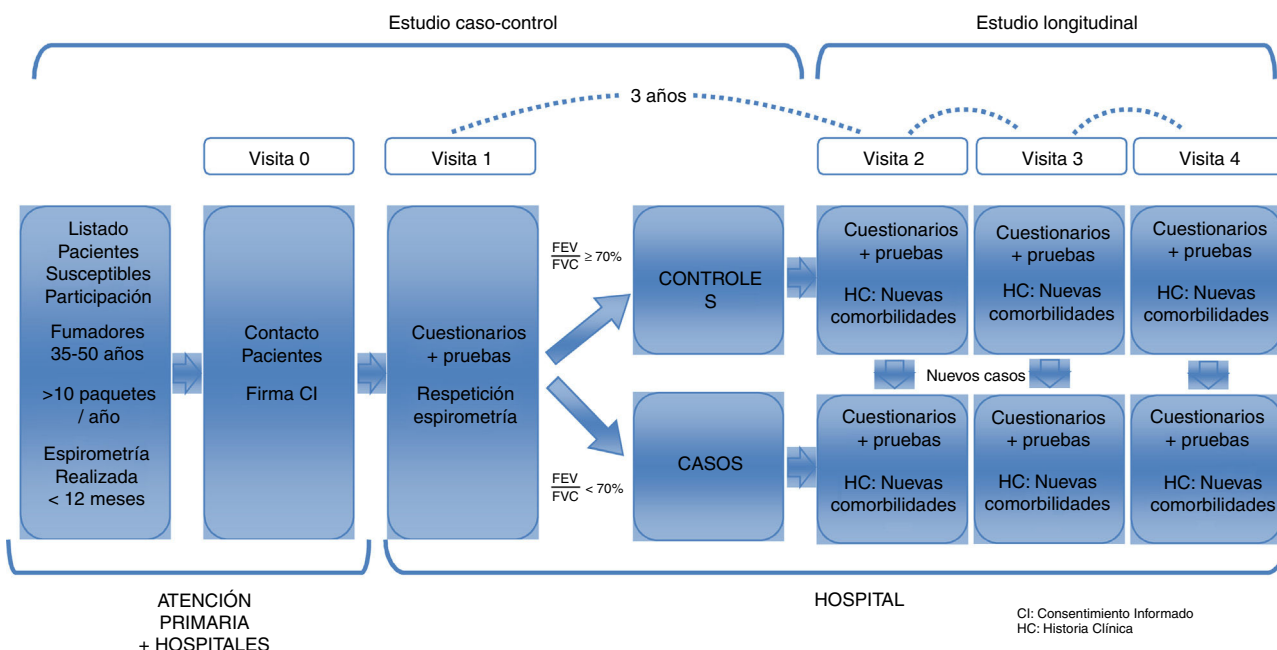 Estudio caso-control
Estudio longitudinal
3 años
Visita 0
Visita 1
Visita 2
Visita 3
Visita 4
Listado
Pacientes
Susceptibles
Participación
Fumadores
35-50 años
>10 paquetes
/ año
Espirometría
Realizada
< 12 meses
Contacto
Pacientes
Firma CI
Cuestionarios
+ pruebas
Respetición
espirometría
FEV
FVC ≥ 70%
FEV
FVC < 70%
CONTROLE
S
CASOS
Cuestionarios
+ pruebas
HC: Nuevas
comorbilidades
Cuestionarios
+ pruebas
HC: Nuevas
comorbilidades
Cuestionarios
+ pruebas
HC: Nuevas
comorbilidades
Nuevos casos
Cuestionarios
+ pruebas
HC: Nuevas
comorbilidades
Cuestionarios
+ pruebas
HC: Nuevas
comorbilidades
Cuestionarios
+ pruebas
HC: Nuevas
comorbilidades
ATENCIÓN
PRIMARIA
+ HOSPITALES
HOSPITAL
CI: Consentimiento Informado
HC: Historia Clínica